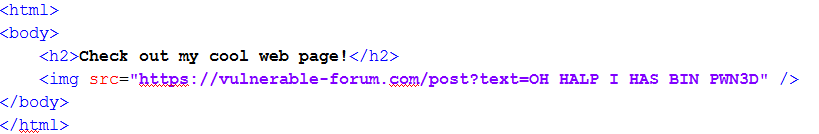 <html>
<body>
<h2>Check out my cool web page!</h2>
<img src="https://vulnerable-forum.com/post?text=OH HALP I HAS BIN PWN3D" />
</body>
</html>